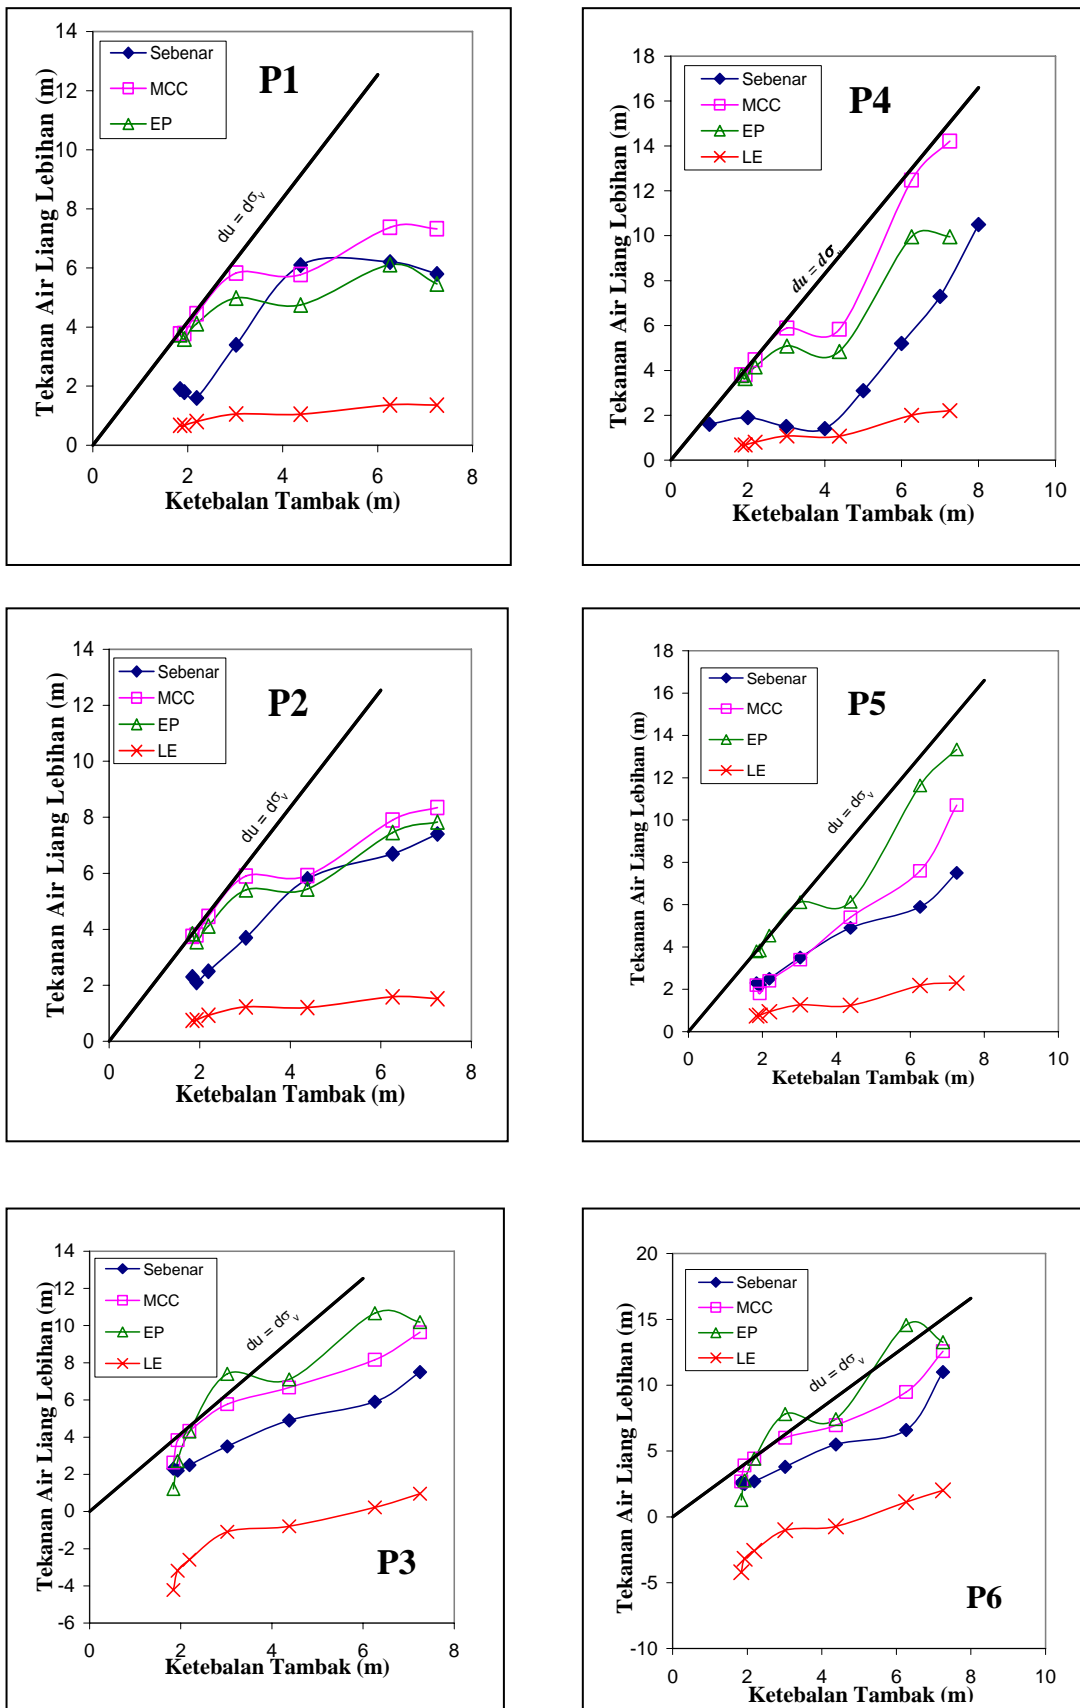 P1
Tekanan Air Liang Lebihan (m)
14
12
10
8
6
4
2
0
Sebenar
MCC
EP
du = dσv
0 2 4 6 8
Ketebalan Tambak (m)
P4
Tekanan Air Liang Lebihan (m)
18
16
14
12
10
8
6
4
2
0
Sebenar
MCC
EP
LE
du = dσv
0 2 4 6 8 10
Ketebalan Tambak (m)
P2
Tekanan Air Liang Lebihan (m)
14
12
10
8
6
4
2
0
Sebenar
MCC
EP
LE
du = dσv
0 2 4 6 8
Ketebalan Tambak (m)
P5
Tekanan Air Liang Lebihan (m)
18
16
14
12
10
8
6
4
2
0
Sebenar
MCC
EP
LE
du = dσv
0 2 4 6 8 10
Ketebalan Tambak (m)
P3
Tekanan Air Liang Lebihan (m)
14
12
10
8
6
4
2
0
-2
-4
-6
Sebenar
MCC
EP
LE
du = dσv
0 2 4 6 8
Ketebalan Tambak (m)
P6
Tekanan Air Liang Lebihan (m)
20
15
10
5
0
-5
-10
Sebenar
MCC
EP
LE
du = dσv
0 2 4 6 8 10
Ketebalan Tambak (m)